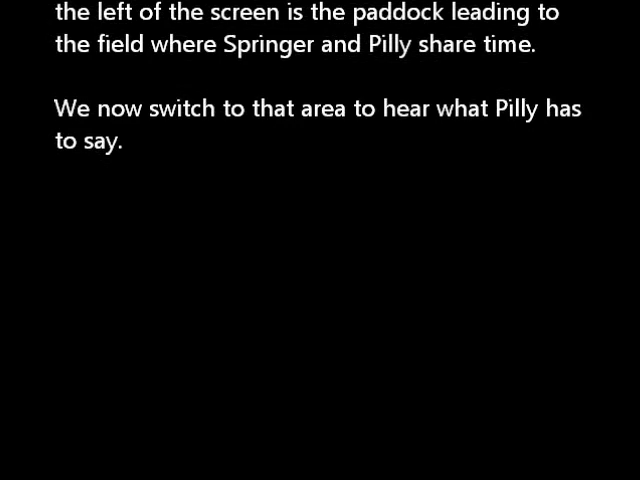 the left of the screen is the paddock leading to
the field where Springer and Pilly share time.
We now switch to that area to hear what Pilly has
to say.